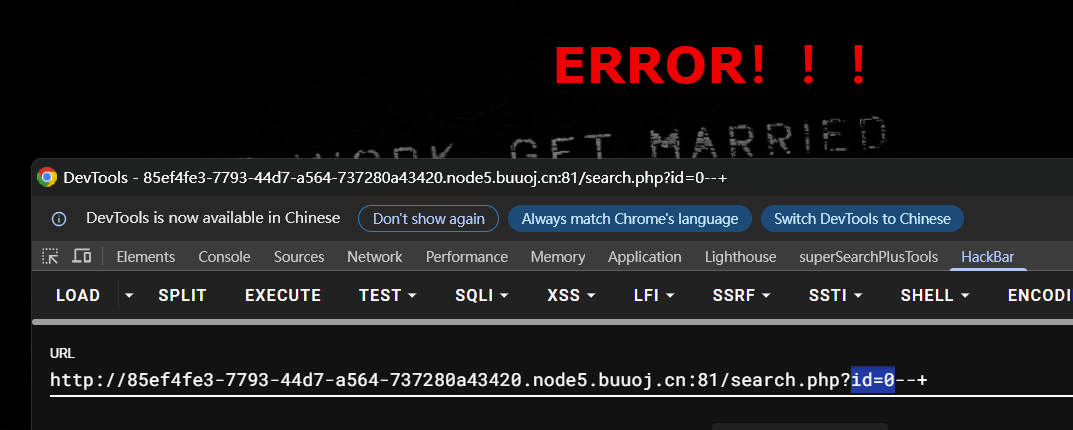 ERROR！！！
WORK, GET MARRIED
DevTools - 85ef4fe3-7793-44d7-a564-737280a43420.node5.buuoj.cn:81/search.php?id=0--+
DevTools is now available in Chinese Don't show again Always match Chrome's language Switch DevTools to Chinese
Elements Console Sources Network Performance Memory Application Lighthouse superSearchPlusTools HackBar
LOAD SPLIT EXECUTE TEST SQLI XSS LFI SSRF SSTI SHELL ENCODI
URL
http://85ef4fe3-7793-44d7-a564-737280a43420.node5.buuoj.cn:81/search.php?id=0--+